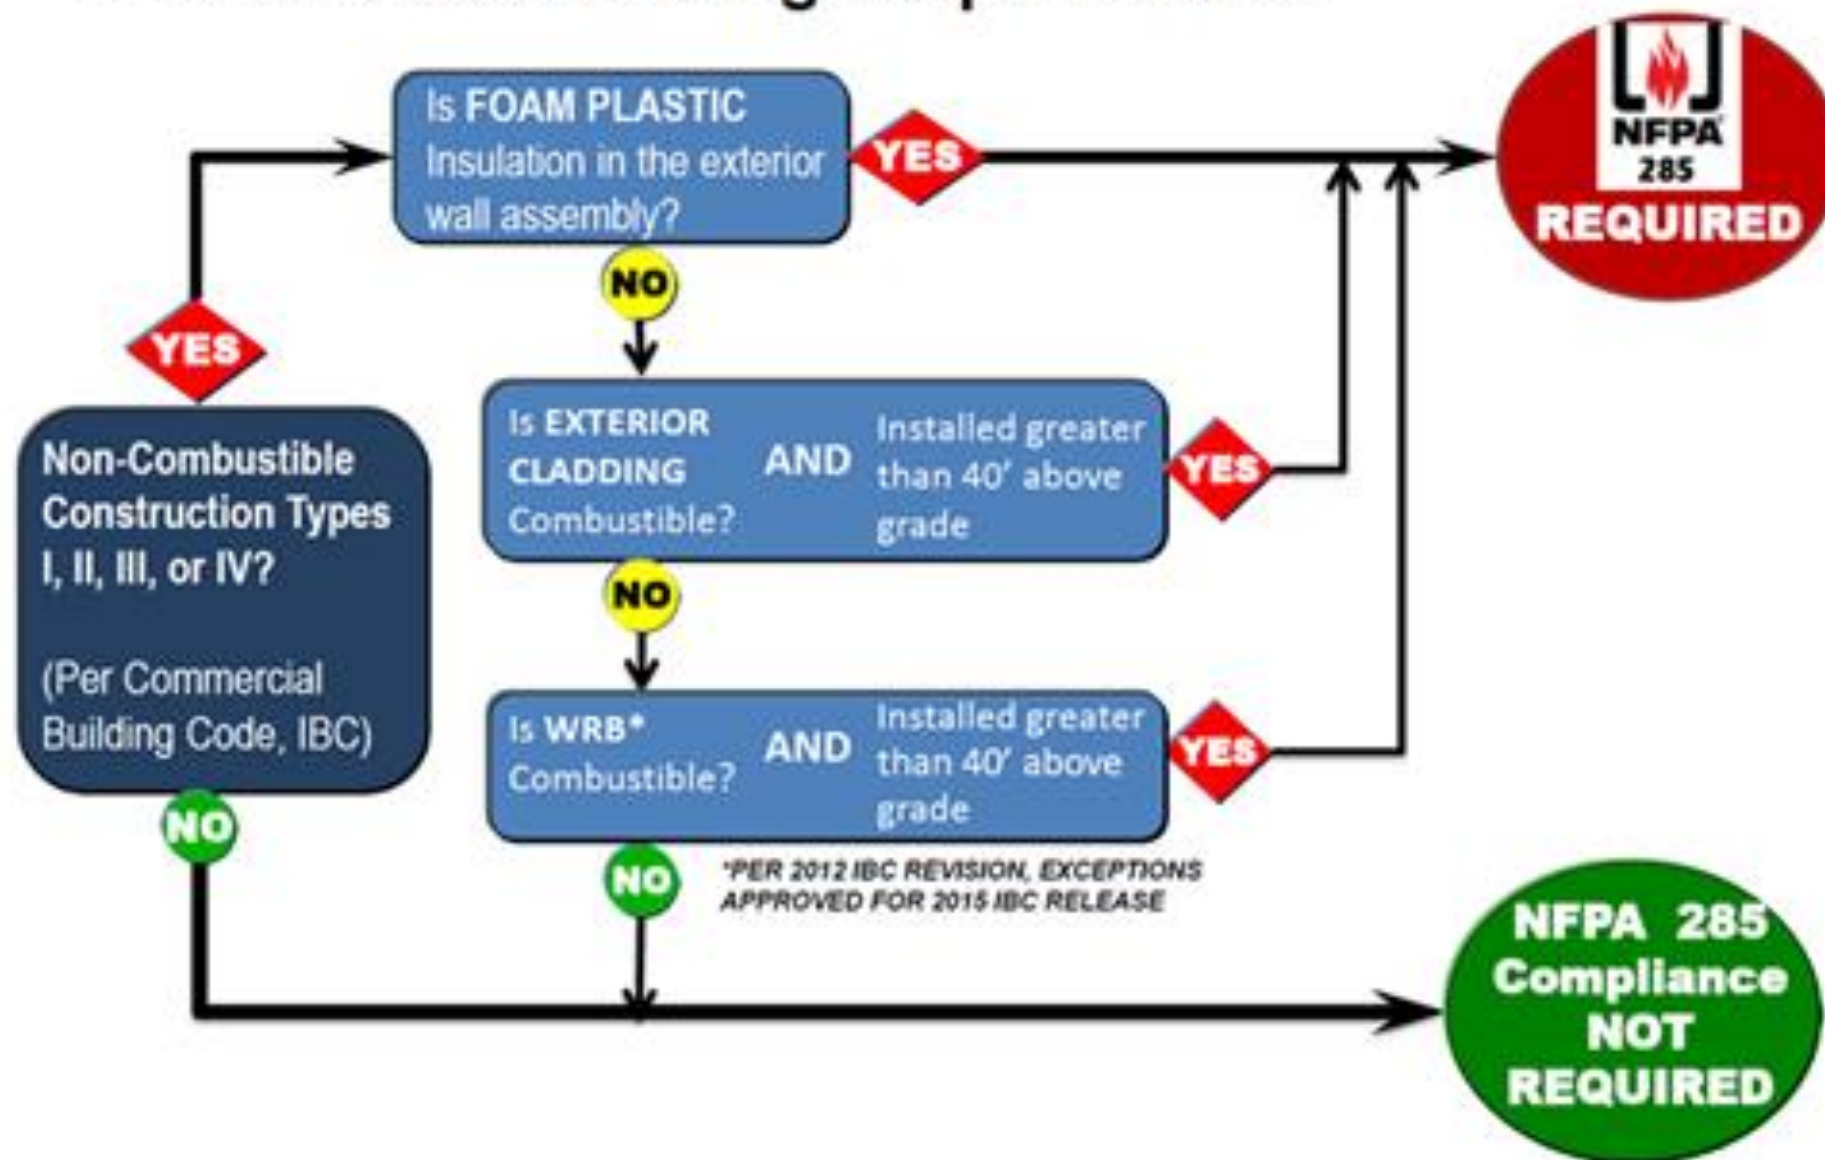 Is FOAM PLASTIC
Insulation in the exterior
wall assembly?
YES
NFPA
285
REQUIRED
NO
YES
Is EXTERIOR
CLADDING
Combustible?
AND
Installed greater
than 40' above
grade
YES
Non-Combustible
Construction Types
I, II, III, or IV?
(Per Commercial
Building Code, IBC)
NO
Is WRB*
Combustible?
AND
Installed greater
than 40' above
grade
YES
NO
NO
*PER 2012 IBC REVISION, EXCEPTIONS
APPROVED FOR 2015 IBC RELEASE
NFPA 285
Compliance
NOT
REQUIRED